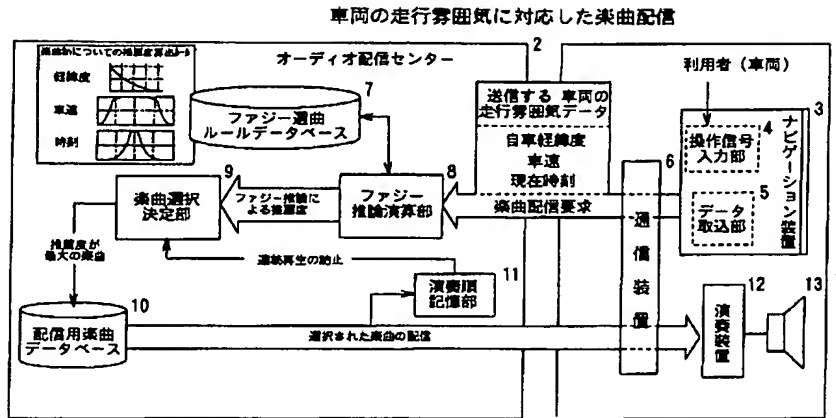 車両の走行雰囲気に対応した楽曲配信
オーディオ配信センター
2
利用者(車両)
経緯度
車速
時刻
7
ファジー選曲
ルールデータベース
送信する 車両の
走行雰囲気データ
自車経緯度
車速
現在時刻
楽曲配信要求
3
ナビゲーション装置
4
操作信号
入力部
5
データ
取込部
6
通信装置
9
楽曲選択
決定部
ファジー推論に
よる推薦度
8
ファジー
推論演算部
推薦度が
最大の楽曲
連続再生の防止
11
演奏順
記憶部
10
配信用楽曲
データベース
選択された楽曲の配信
12
演奏装置
13